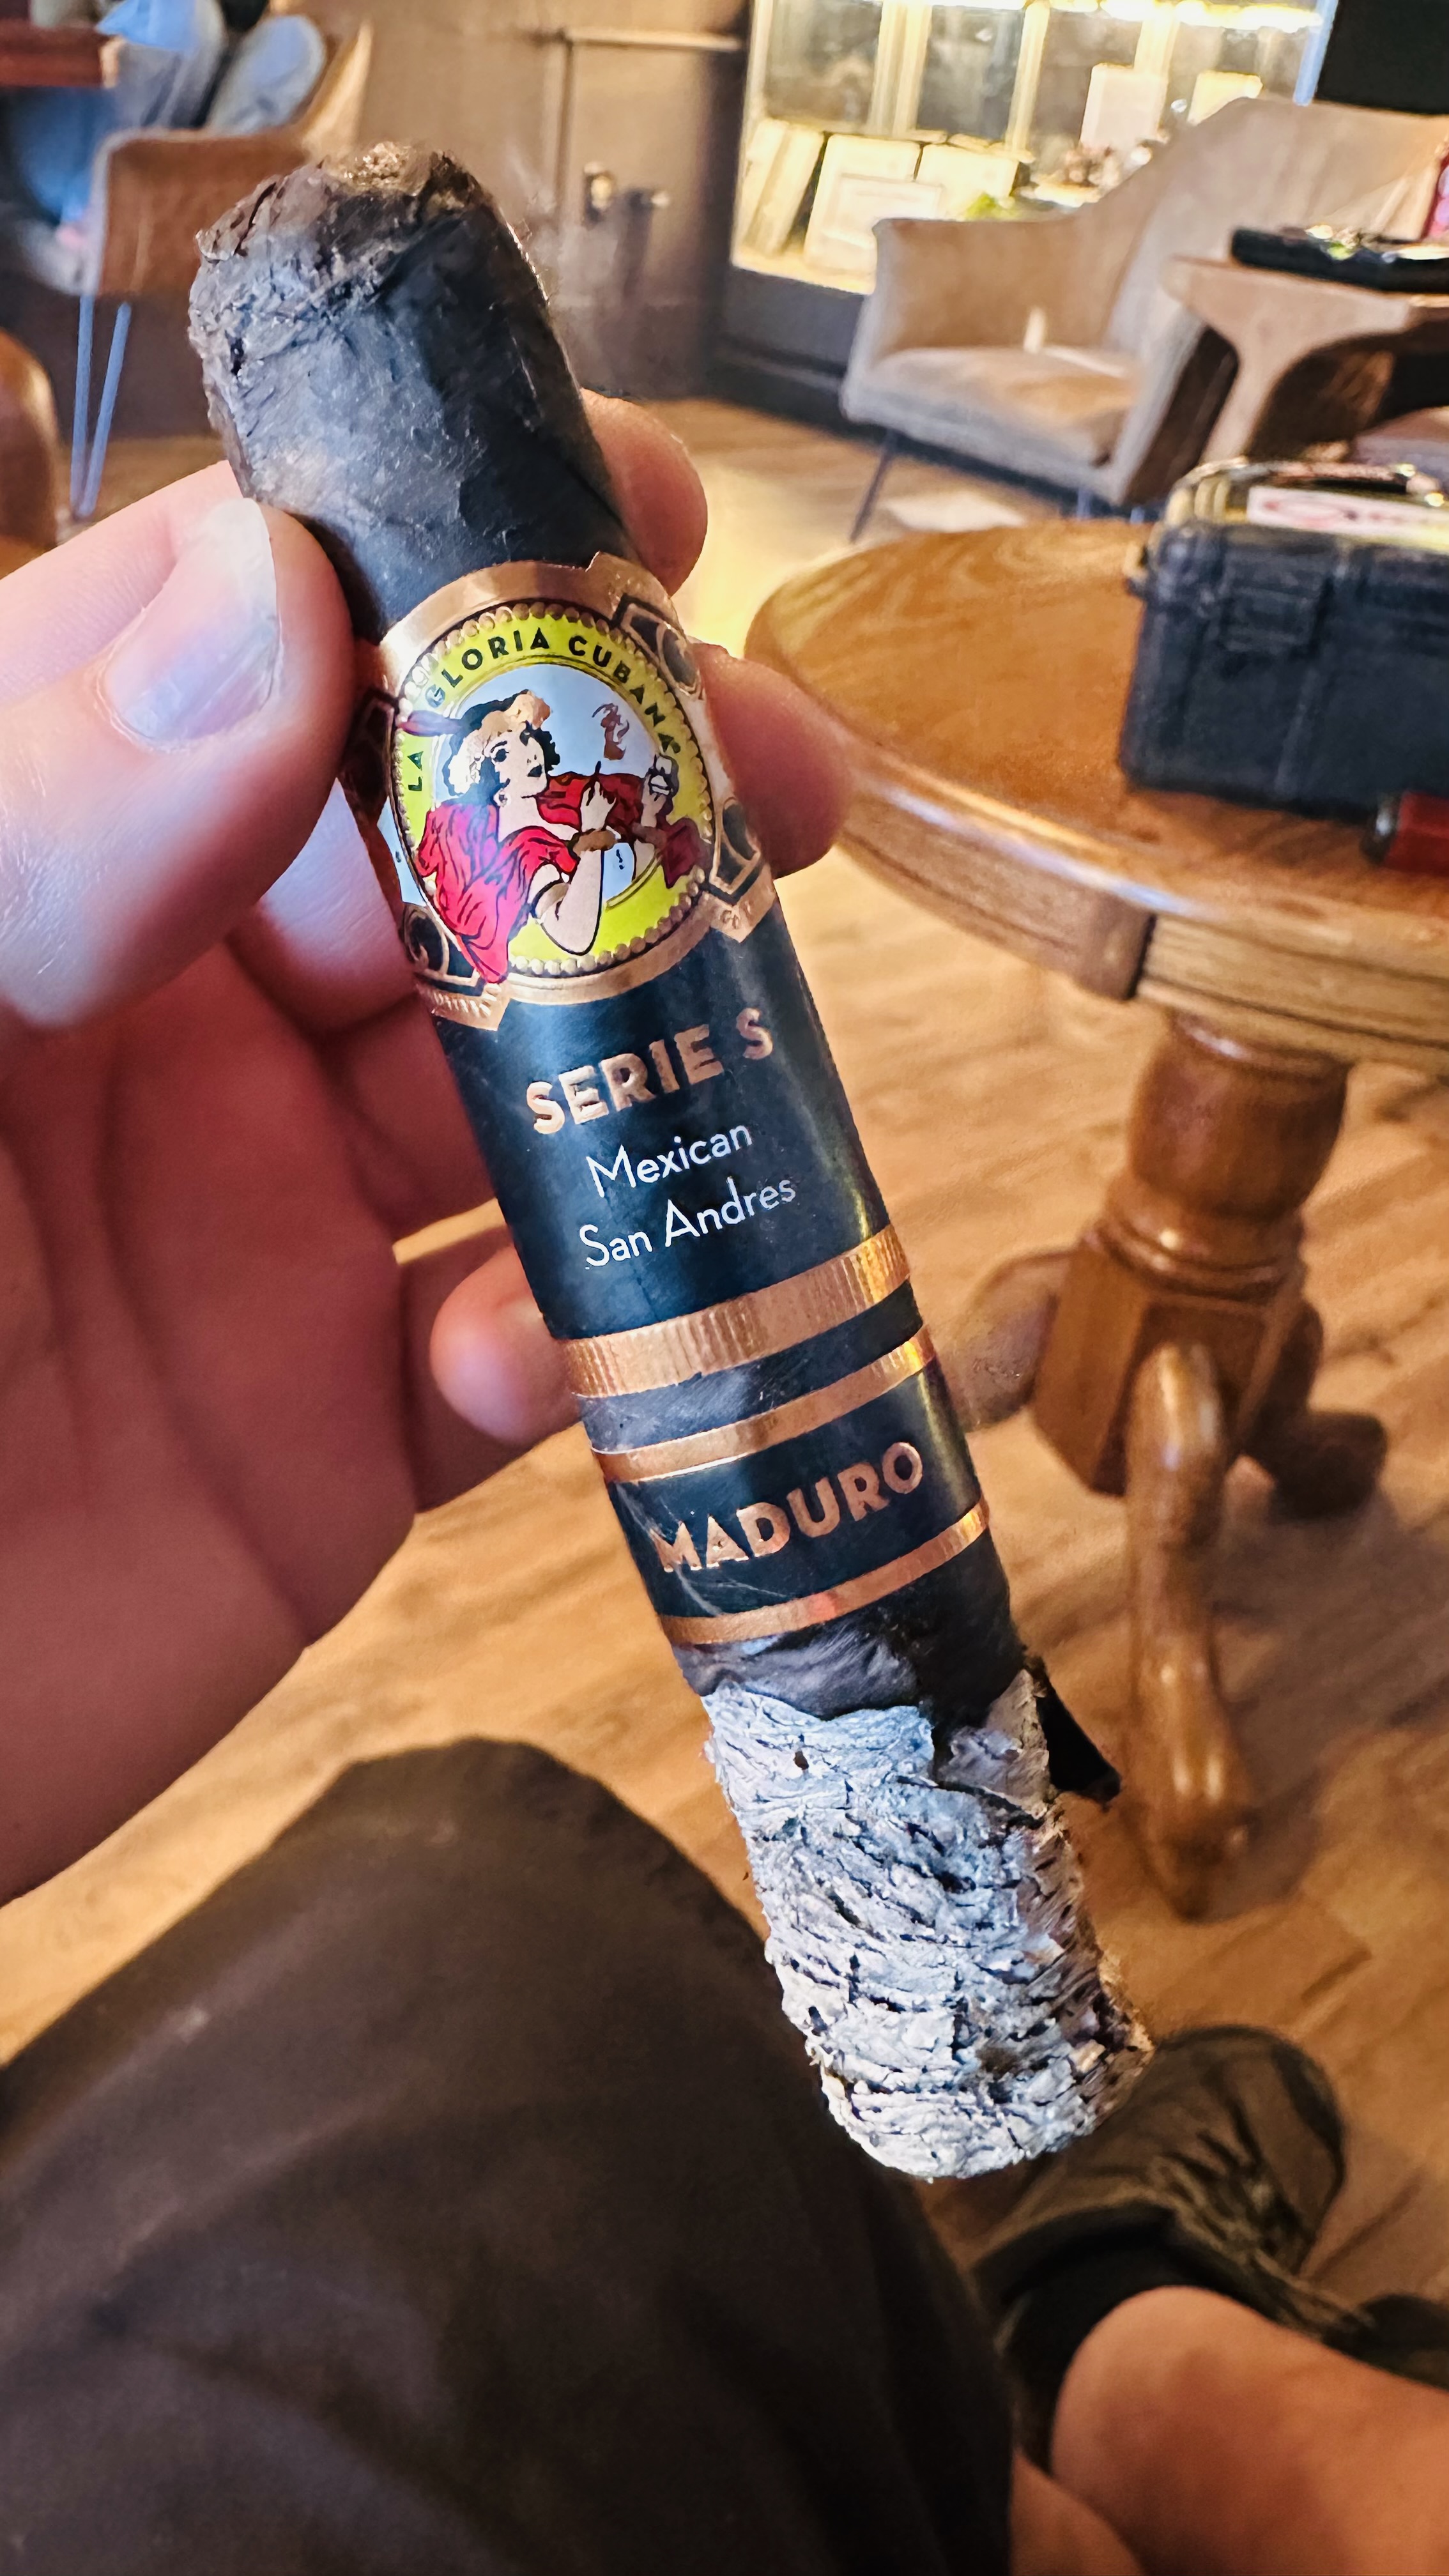 LA GLORIA CUBANA
SERIE S
Mexican
San Andres
MADURO